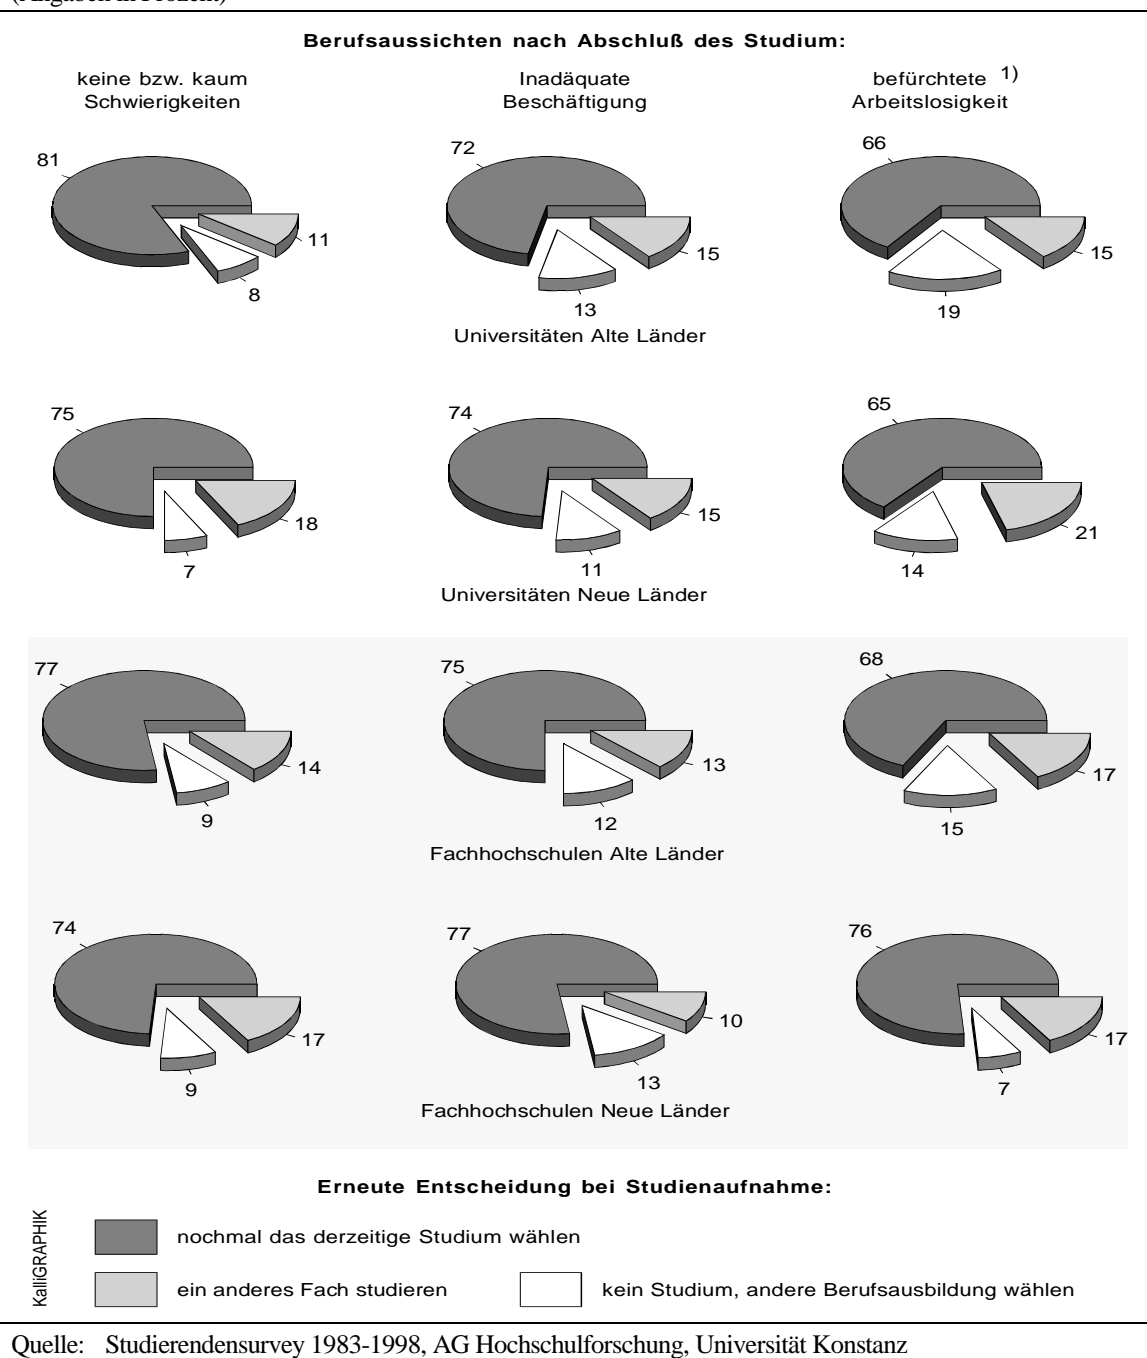 (Angaben in Prozent)
Berufsaussichten nach Abschluß des Studium:
keine bzw. kaum
Schwierigkeiten
Inadäquate
Beschäftigung
befürchtete 1)
Arbeitslosigkeit
81
11
8
72
15
13
66
15
19
Universitäten Alte Länder
75
18
7
74
15
11
65
21
14
Universitäten Neue Länder
77
14
9
75
13
12
68
17
15
Fachhochschulen Alte Länder
74
17
9
77
10
13
76
17
7
Fachhochschulen Neue Länder
Erneute Entscheidung bei Studienaufnahme:
nochmal das derzeitige Studium wählen
ein anderes Fach studieren
kein Studium, andere Berufsausbildung wählen
KalliGRAPHIK
Quelle: Studierendensurvey 1983-1998, AG Hochschulforschung, Universität Konstanz